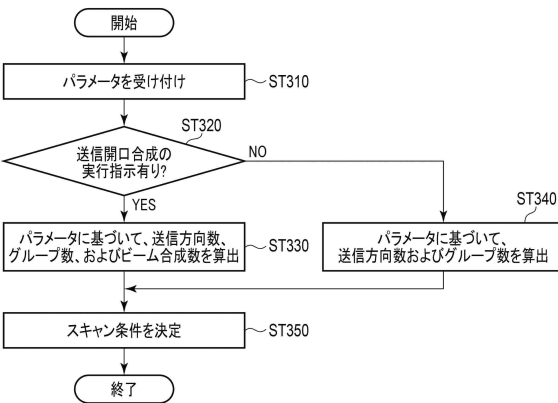 開始
パラメータを受け付け
ST310
ST320
送信開口合成の
実行指示有り?
NO
YES
ST340
パラメータに基づいて、送信方向数、
グループ数、およびビーム合成数を算出
ST330
パラメータに基づいて、
送信方向数およびグループ数を算出
スキャン条件を決定
ST350
終了